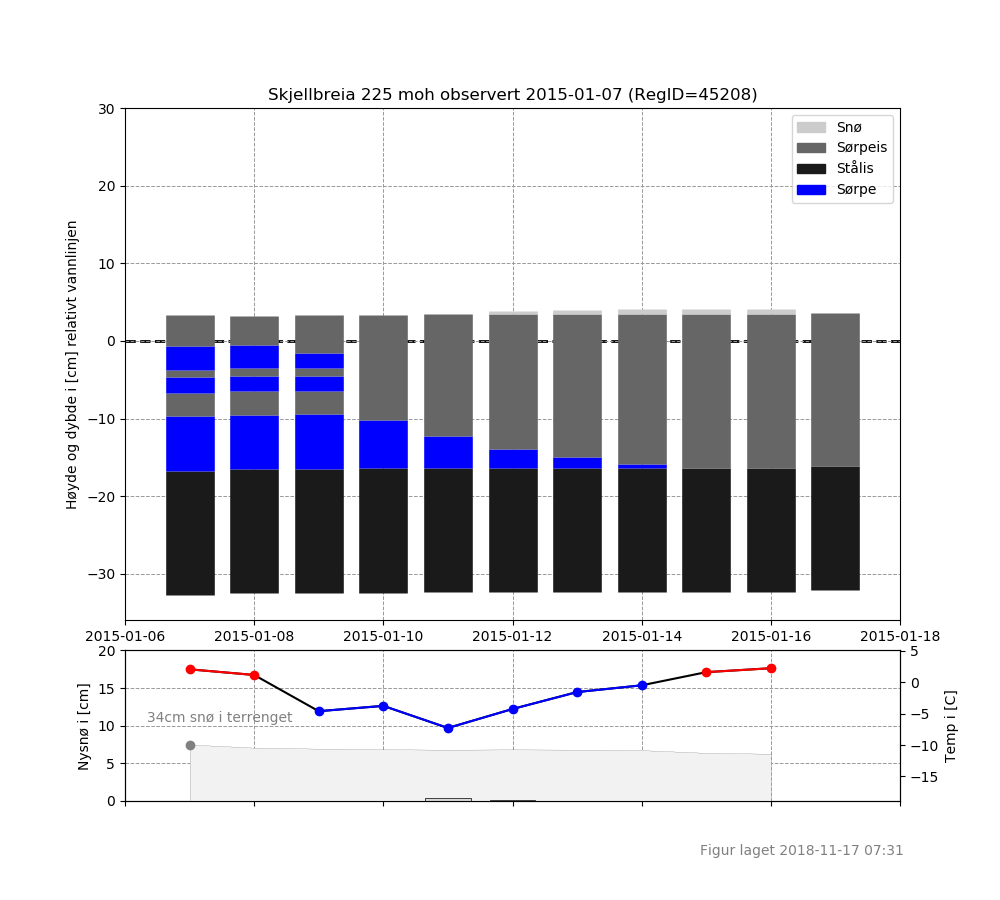 Skjellbreia 225 moh observert 2015-01-07 (RegID=45208)
Høyde og dybde i [cm] relativt vannlinjen
30
20
10
0
−10
−20
−30
Snø
Sørpeis
Stålis
Sørpe
2015-01-06 2015-01-08 2015-01-10 2015-01-12 2015-01-14 2015-01-16 2015-01-18
Nysnø i [cm]
20
15
10
5
0
34cm snø i terrenget
5
0
−5
−10
−15
Temp i [C]
Figur laget 2018-11-17 07:31